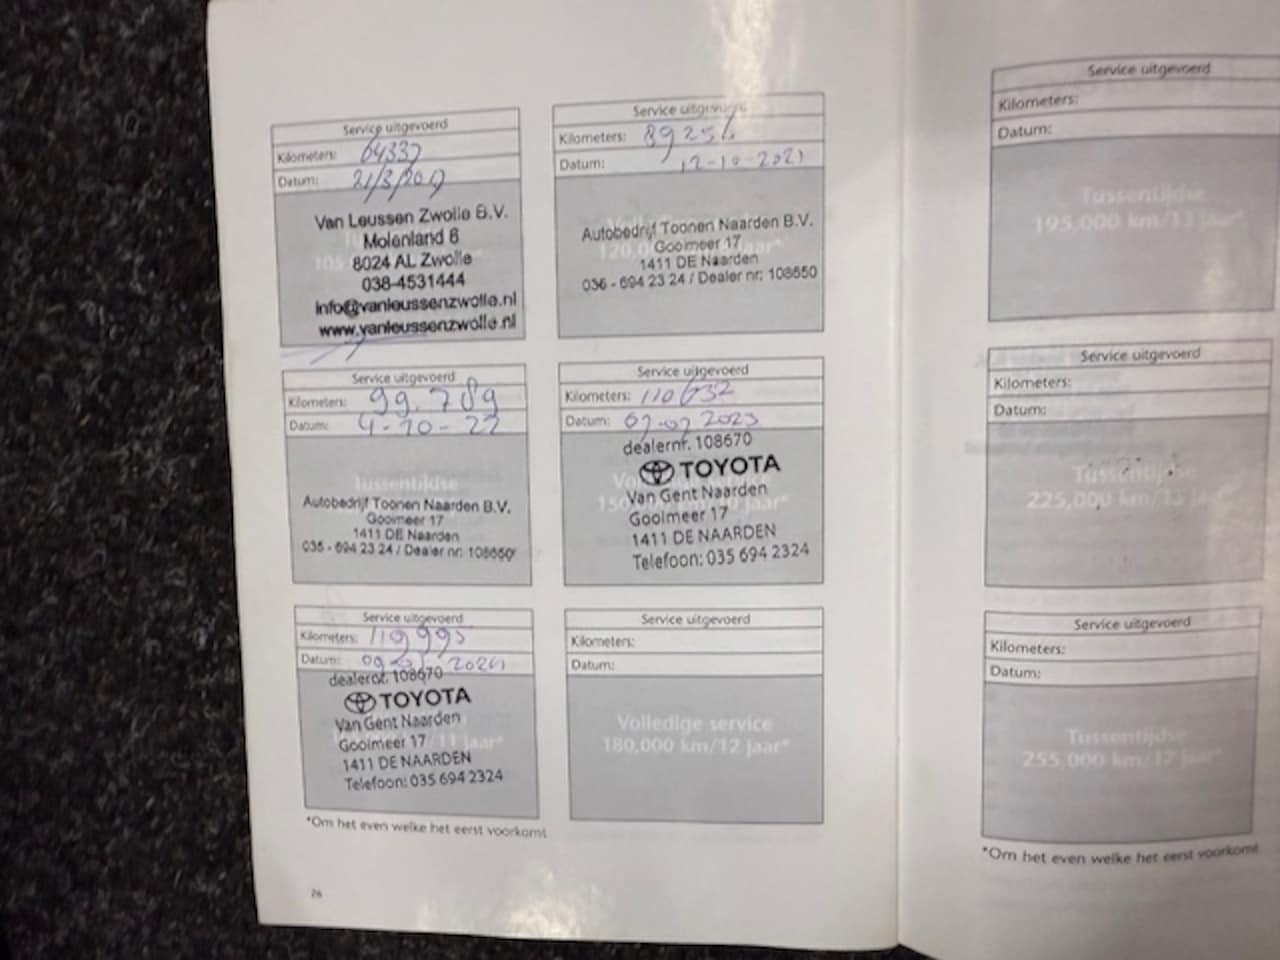 Service uitgevoerd
Kilometers: 64337
Datum: 21/3/2019
Van Leussen Zwolle B.V.
Molenland 6
8024 AL Zwolle
038-4531444
info@vanleussenzwolle.nl
www.vanleussenzwolle.nl
Service uitgevoerd
Kilometers: 89256
Datum: 12-10-2021
Autobedrijf Toonen Naarden B.V.
Gooimeer 17
1411 DE Naarden
036 - 694 23 24 / Dealer nr: 108650
Service uitgevoerd
Kilometers: 99.789
Datum: 4-10-22
Tussentijdse
Autobedrijf Toonen Naarden B.V.
Gooimeer 17
1411 DE Naarden
035 - 694 23 24 / Dealer nr: 108650
Service uitgevoerd
Kilometers: 110632
Datum: 07-07 2023
dealernr. 108670
TOYOTA
Van Gent Naarden
Gooimeer 17
1411 DE NAARDEN
Telefoon: 035 694 2324
Service uitgevoerd
Kilometers: 119995
Datum: 2024
dealernr. 108670
TOYOTA
Van Gent Naarden
Gooimeer 17
1411 DE NAARDEN
Telefoon: 035 694 2324
Service uitgevoerd
Kilometers:
Datum:
Volledige service
180,000 km/12 jaar*
*Om het even welke het eerst voorkomt
26
Service uitgevoerd
Kilometers:
Datum:
Tussentijdse
195,000 km/13 jaar*
Service uitgevoerd
Kilometers:
Datum:
Tussentijdse
225,000 km/15 jaar*
Service uitgevoerd
Kilometers:
Datum:
Tussentijdse
255,000 km/17 jaar*
*Om het even welke het eerst voorkomt